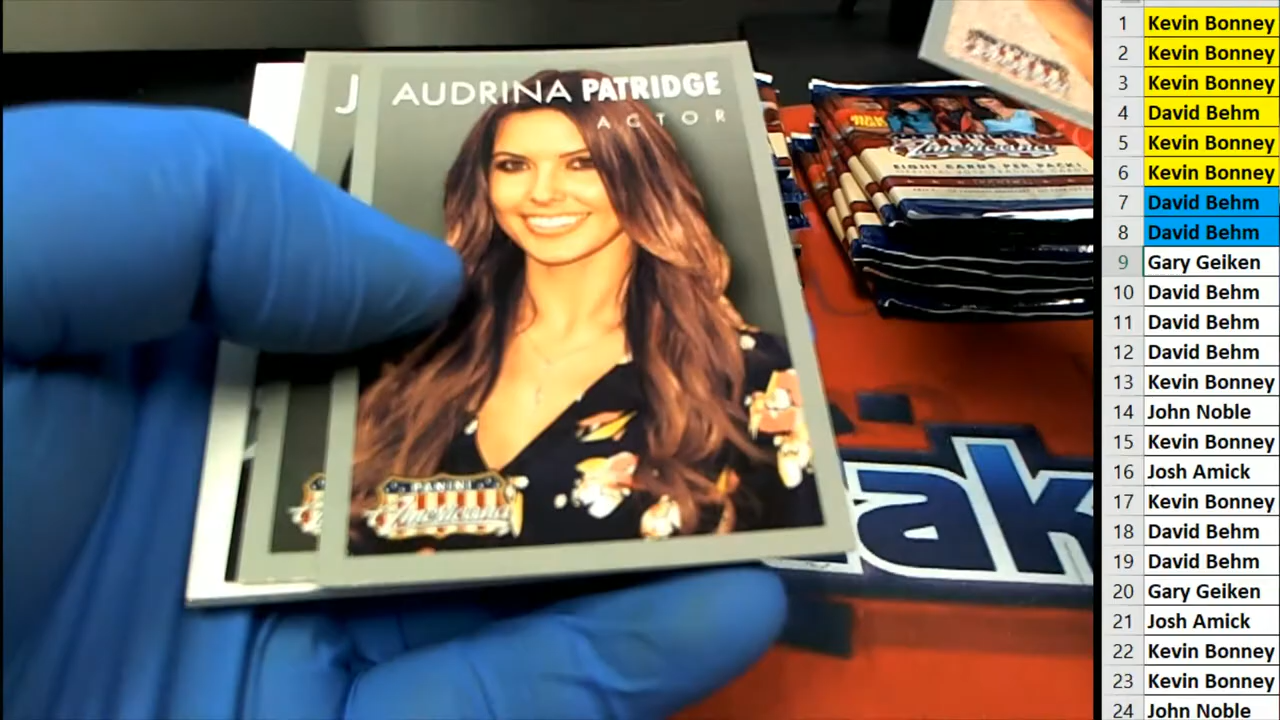 J
AUDRINA PATRIDGE
ACTOR
PANINI
Americana
PANINI
Americana
EIGHT CARDS PER PACK
ak
1 Kevin Bonney
2 Kevin Bonney
3 Kevin Bonney
4 David Behm
5 Kevin Bonney
6 Kevin Bonney
7 David Behm
8 David Behm
9 Gary Geiken
10 David Behm
11 David Behm
12 David Behm
13 Kevin Bonney
14 John Noble
15 Kevin Bonney
16 Josh Amick
17 Kevin Bonney
18 David Behm
19 David Behm
20 Gary Geiken
21 Josh Amick
22 Kevin Bonney
23 Kevin Bonney
24 John Noble